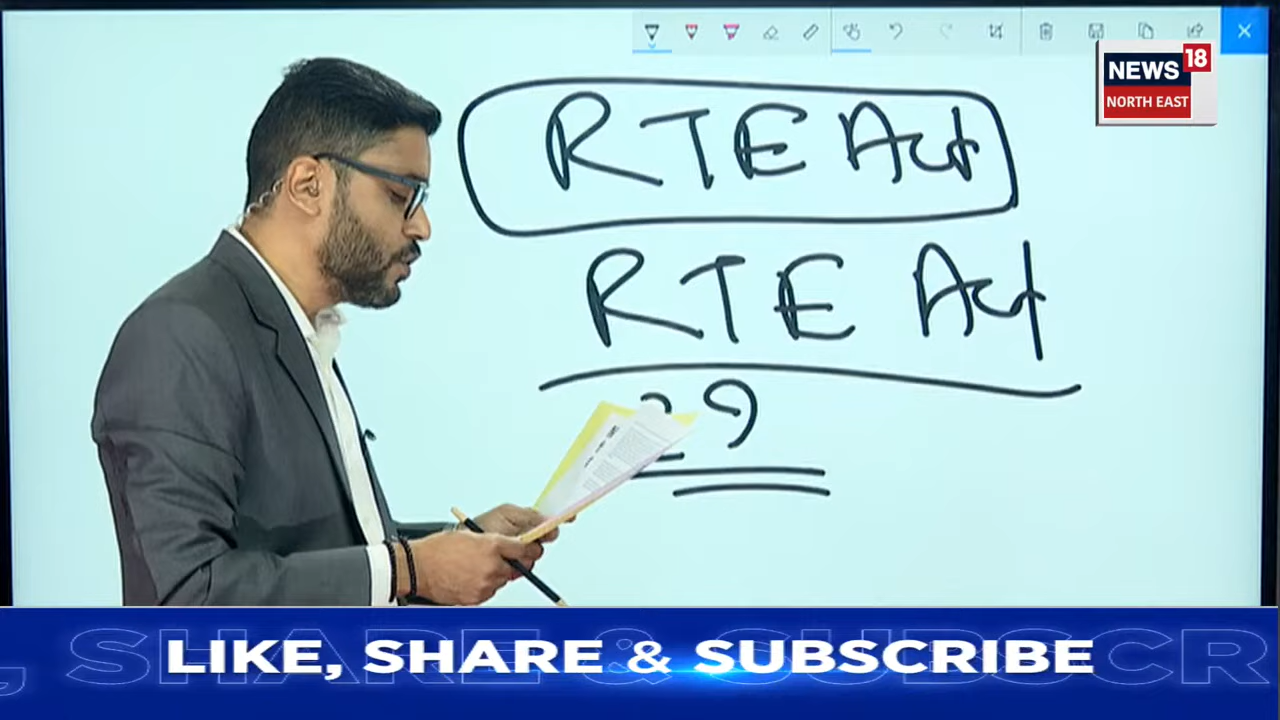 NEWS 18
NORTH EAST
RTE Act
RTE Act
29
LIKE, SHARE & SUBSCRIBE